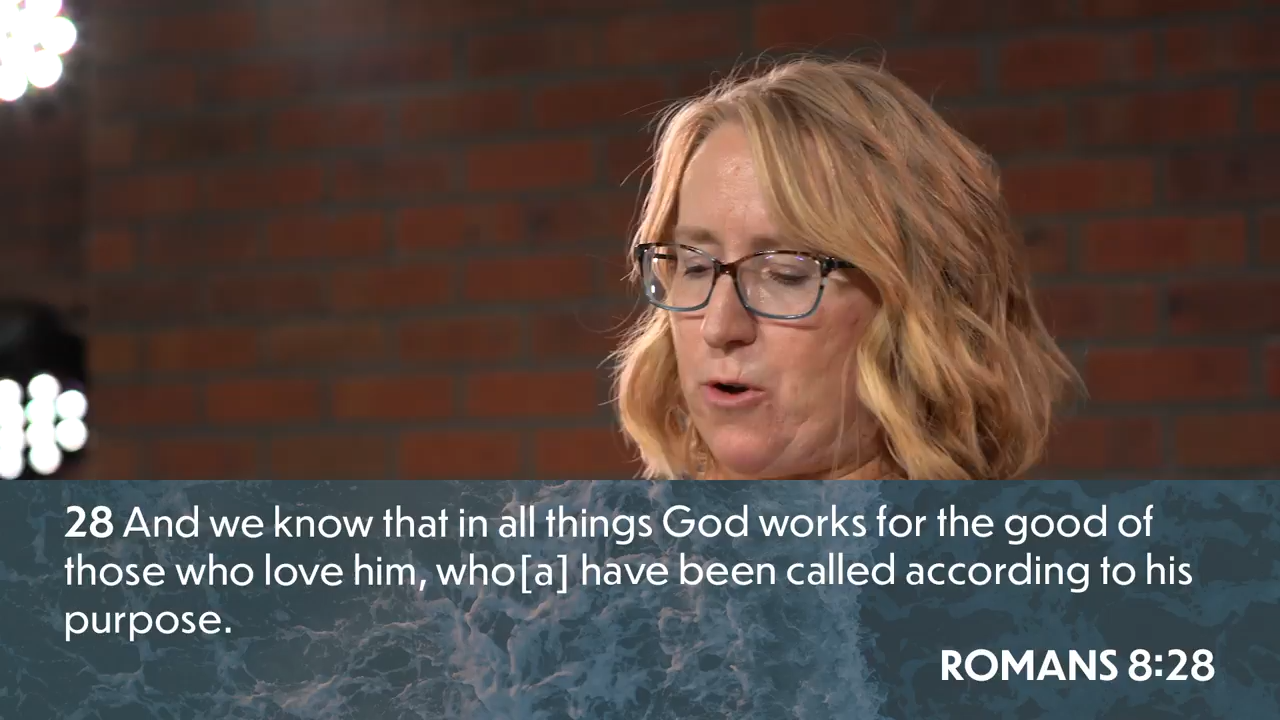 28 And we know that in all things God works for the good of
those who love him, who[a] have been called according to his
purpose.
ROMANS 8:28